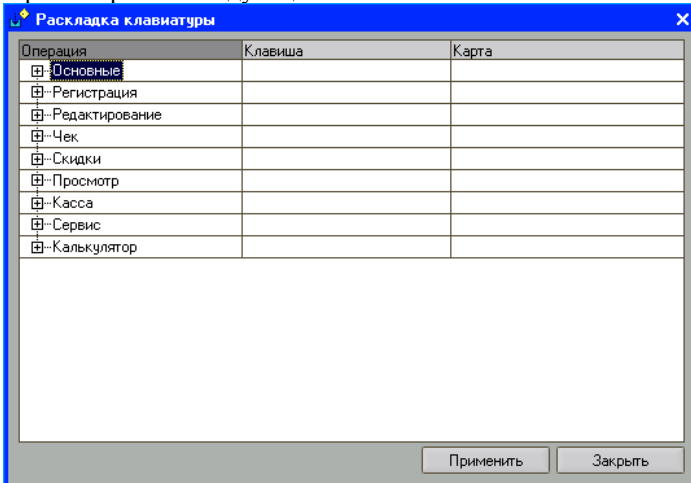 Раскладка клавиатуры
Операция Клавиша Карта
Основные
Регистрация
Редактирование
Чек
Скидки
Просмотр
Касса
Сервис
Калькулятор
Применить Закрыть